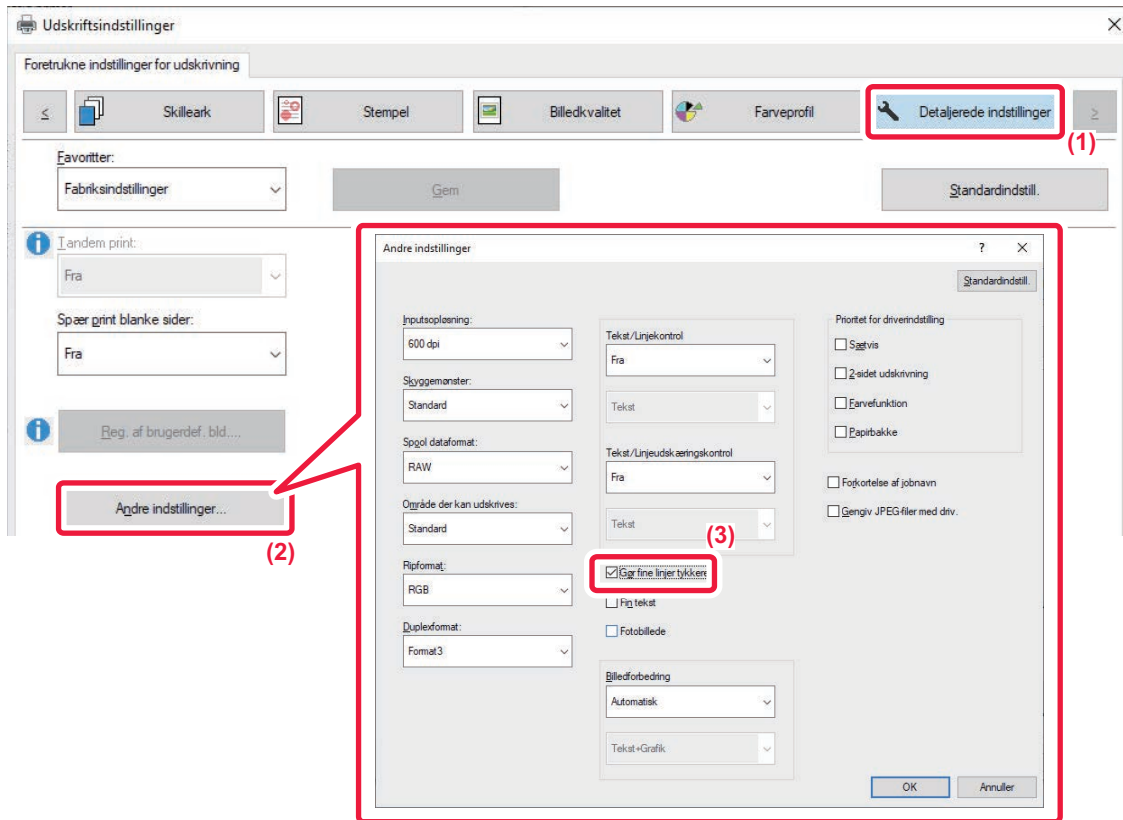 Udskriftsindstillinger
Foretrukne indstillinger for udskrivning
<
Skilleark
Stempel
Billedkvalitet
Farveprofil
Detaljerede indstillinger
>
(1)
Favoritter:
Fabriksindstillinger
Gem
Standardindstill.
Tandem print:
Fra
Spær print blanke sider:
Fra
Reg. af brugerdef. bld....
Andre indstillinger...
(2)
Andre indstillinger
?
Standardindstill.
Inputsopløsning:
600 dpi
Skyggemønster:
Standard
Spool dataformat:
RAW
Område der kan udskrives:
Standard
Ripformat:
RGB
Duplexformat:
Format3
Tekst/Linjekontrol
Fra
Tekst
Tekst/Linjeudskæringskontrol
Fra
Tekst
(3)
Gør fine linjer tykkere
Fin tekst
Fotobillede
Billedforbedring
Automatisk
Tekst+Grafik
Prioritet for driverindstilling
Sætvis
2-sidet udskrivning
Farvefunktion
Papirbakke
Forkortelse af jobnavn
Gengiv JPEG-filer med driv.
OK
Annuller